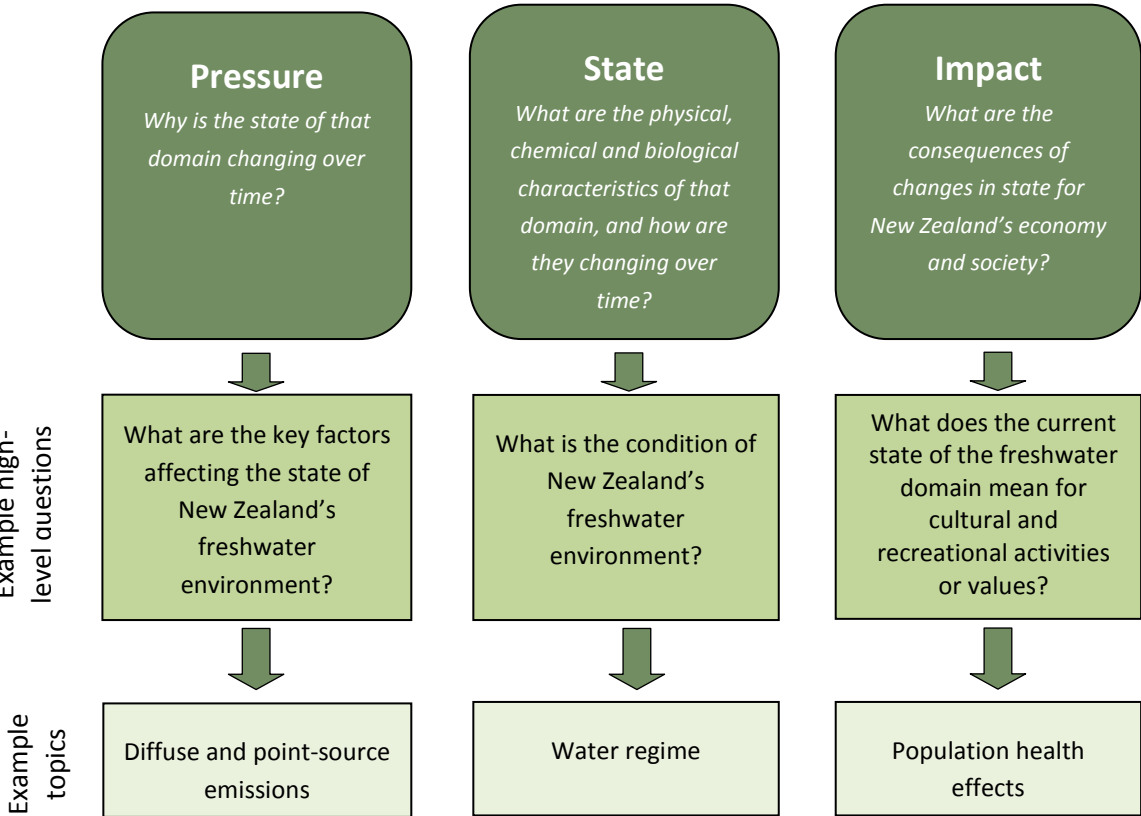 Pressure
Why is the state of that
domain changing over
time?
State
What are the physical,
chemical and biological
characteristics of that
domain, and how are
they changing over
time?
Impact
What are the
consequences of
changes in state for
New Zealand’s economy
and society?
Example high-
level questions
What are the key factors
affecting the state of
New Zealand’s
freshwater
environment?
What is the condition of
New Zealand’s
freshwater
environment?
What does the current
state of the freshwater
domain mean for
cultural and
recreational activities
or values?
Example
topics
Diffuse and point-source
emissions
Water regime
Population health
effects